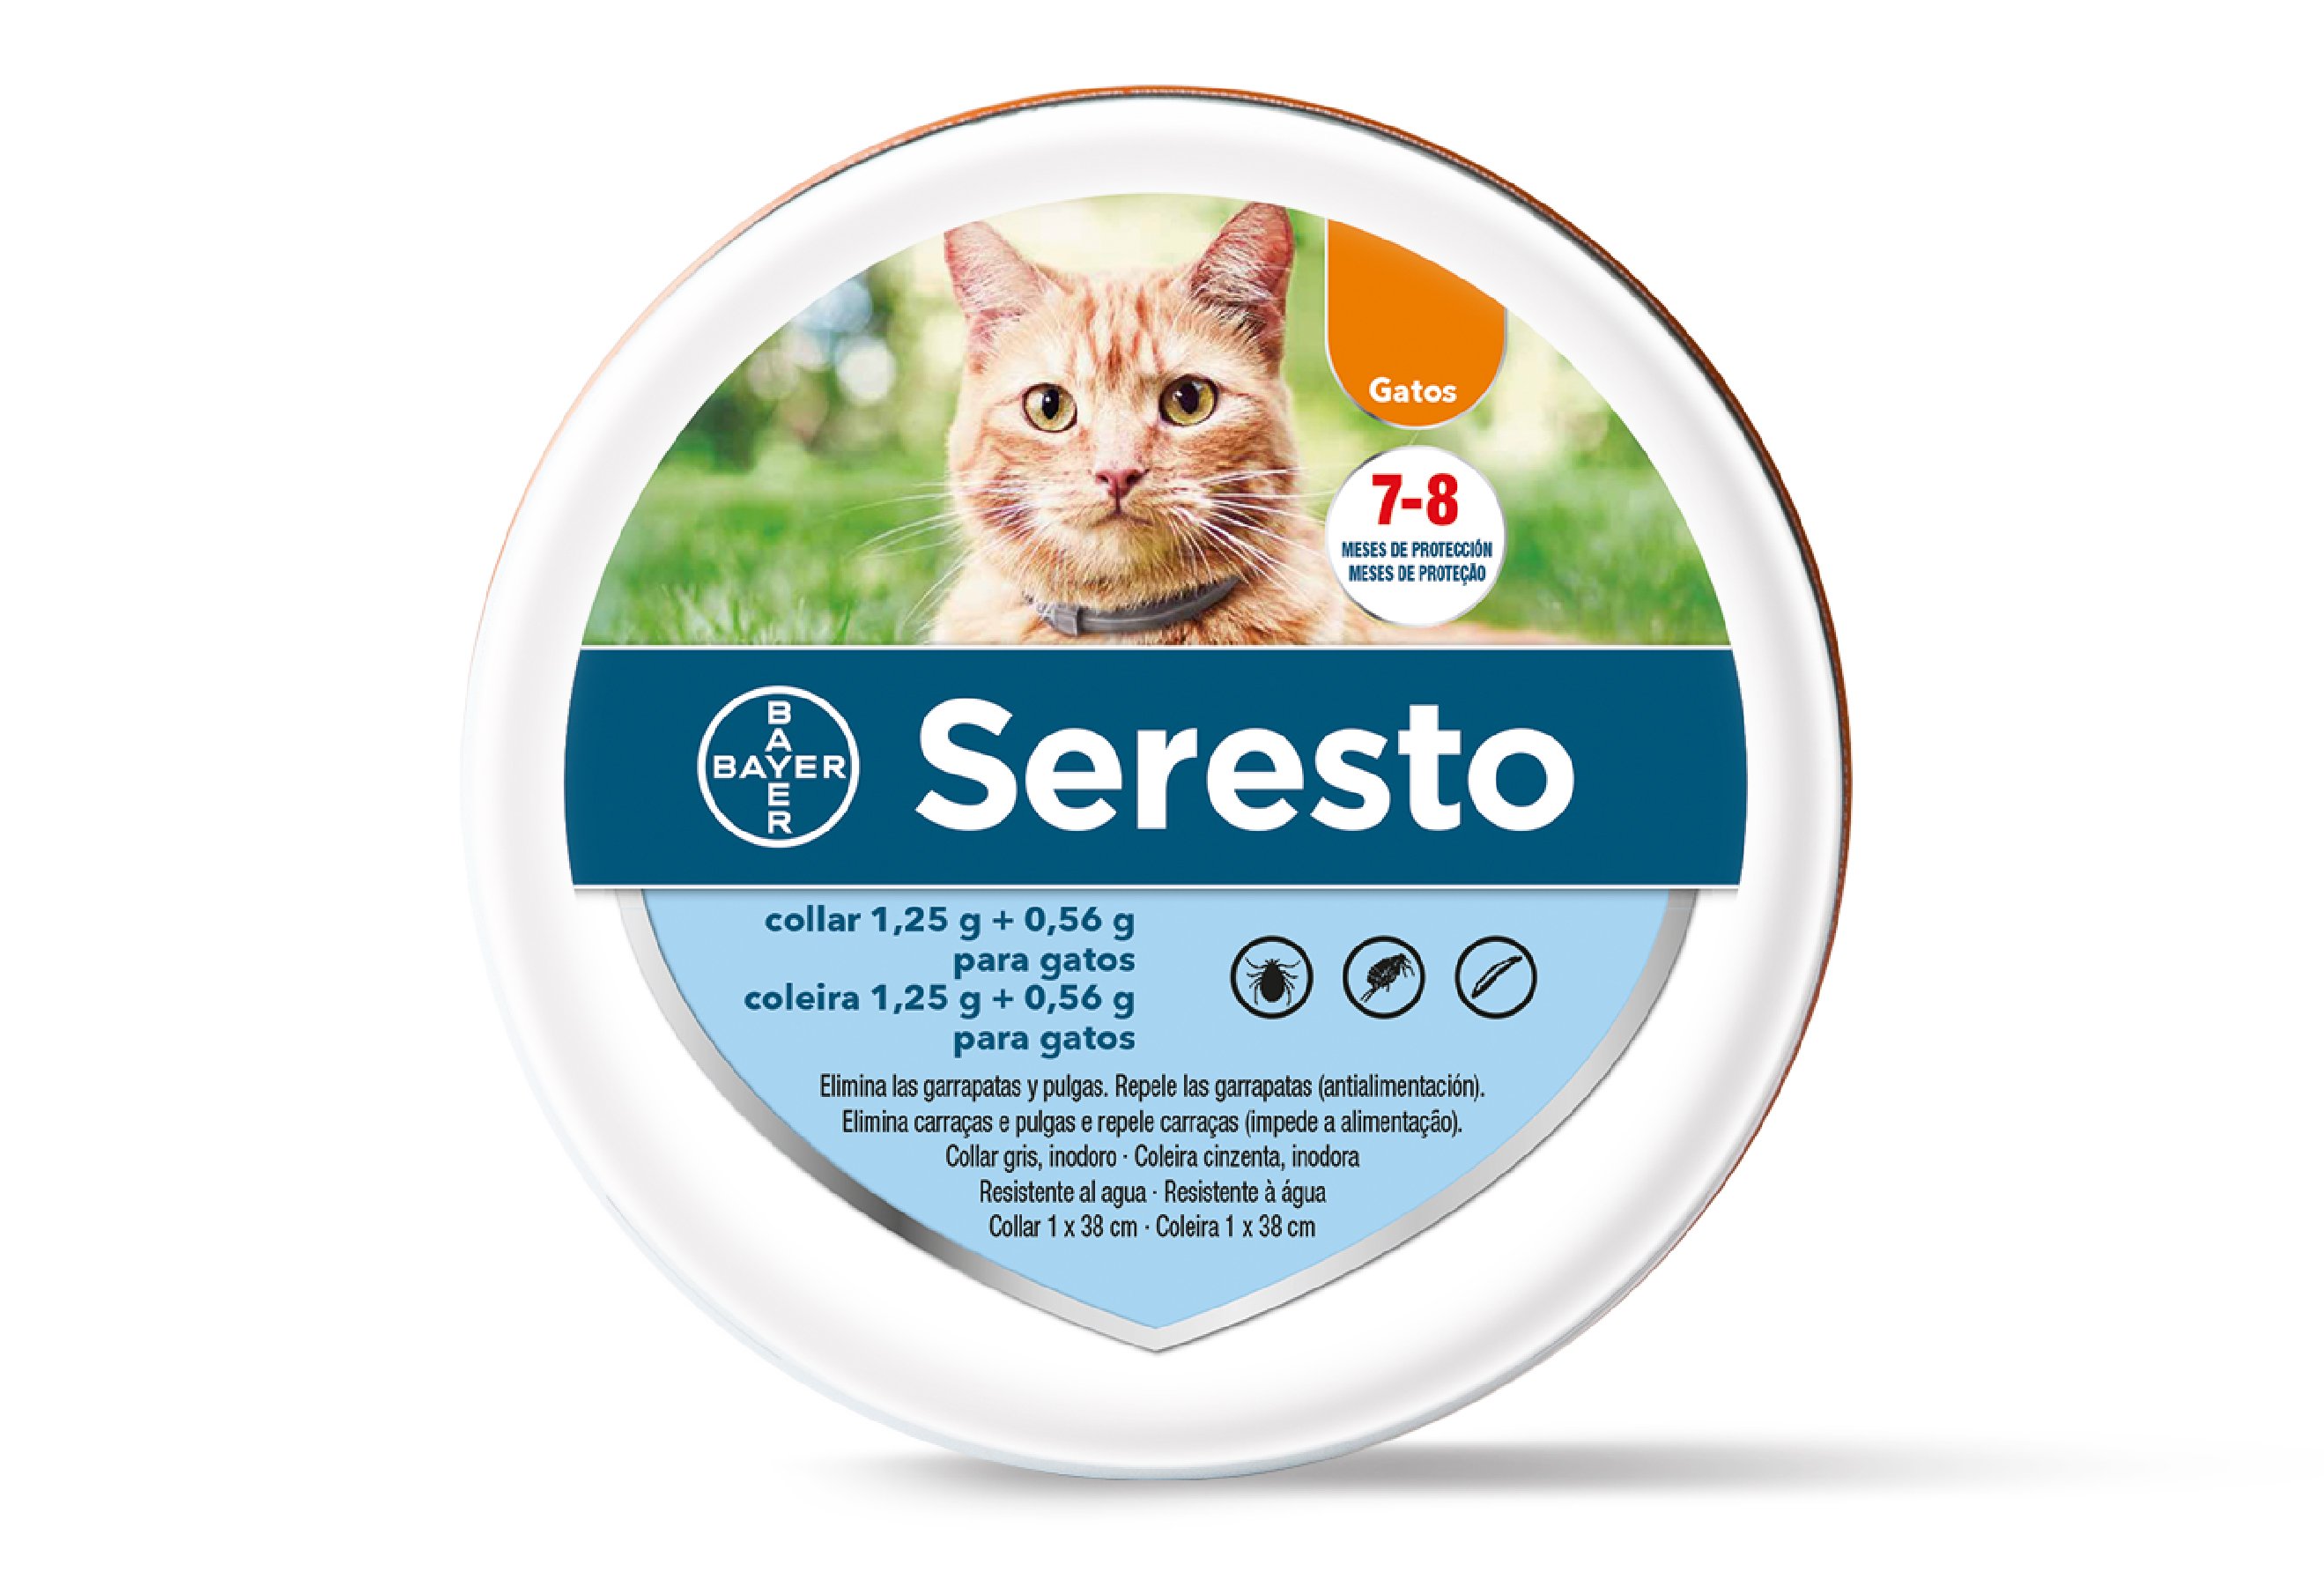 Gatos
7-8
MESES DE PROTECCIÓN
MESES DE PROTEÇÃO
BAYER
BAYER
Seresto
collar 1,25 g + 0,56 g
para gatos
coleira 1,25 g + 0,56 g
para gatos
Elimina las garrapatas y pulgas. Repele las garrapatas (antialimentación).
Elimina carraças e pulgas e repele carraças (impede a alimentação).
Collar gris, inodoro · Coleira cinzenta, inodora
Resistente al agua · Resistente à água
Collar 1 x 38 cm · Coleira 1 x 38 cm